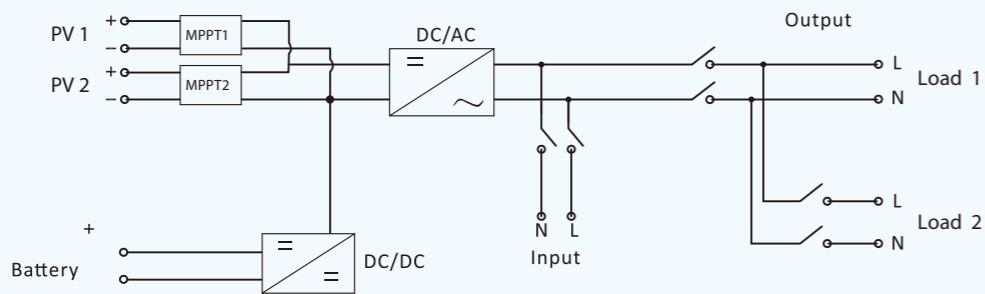 PV 1
+
−
MPPT1
PV 2
+
−
MPPT2
DC/AC
Output
L
N
Load 1
L
N
Load 2
N
L
Input
+
Battery
DC/DC